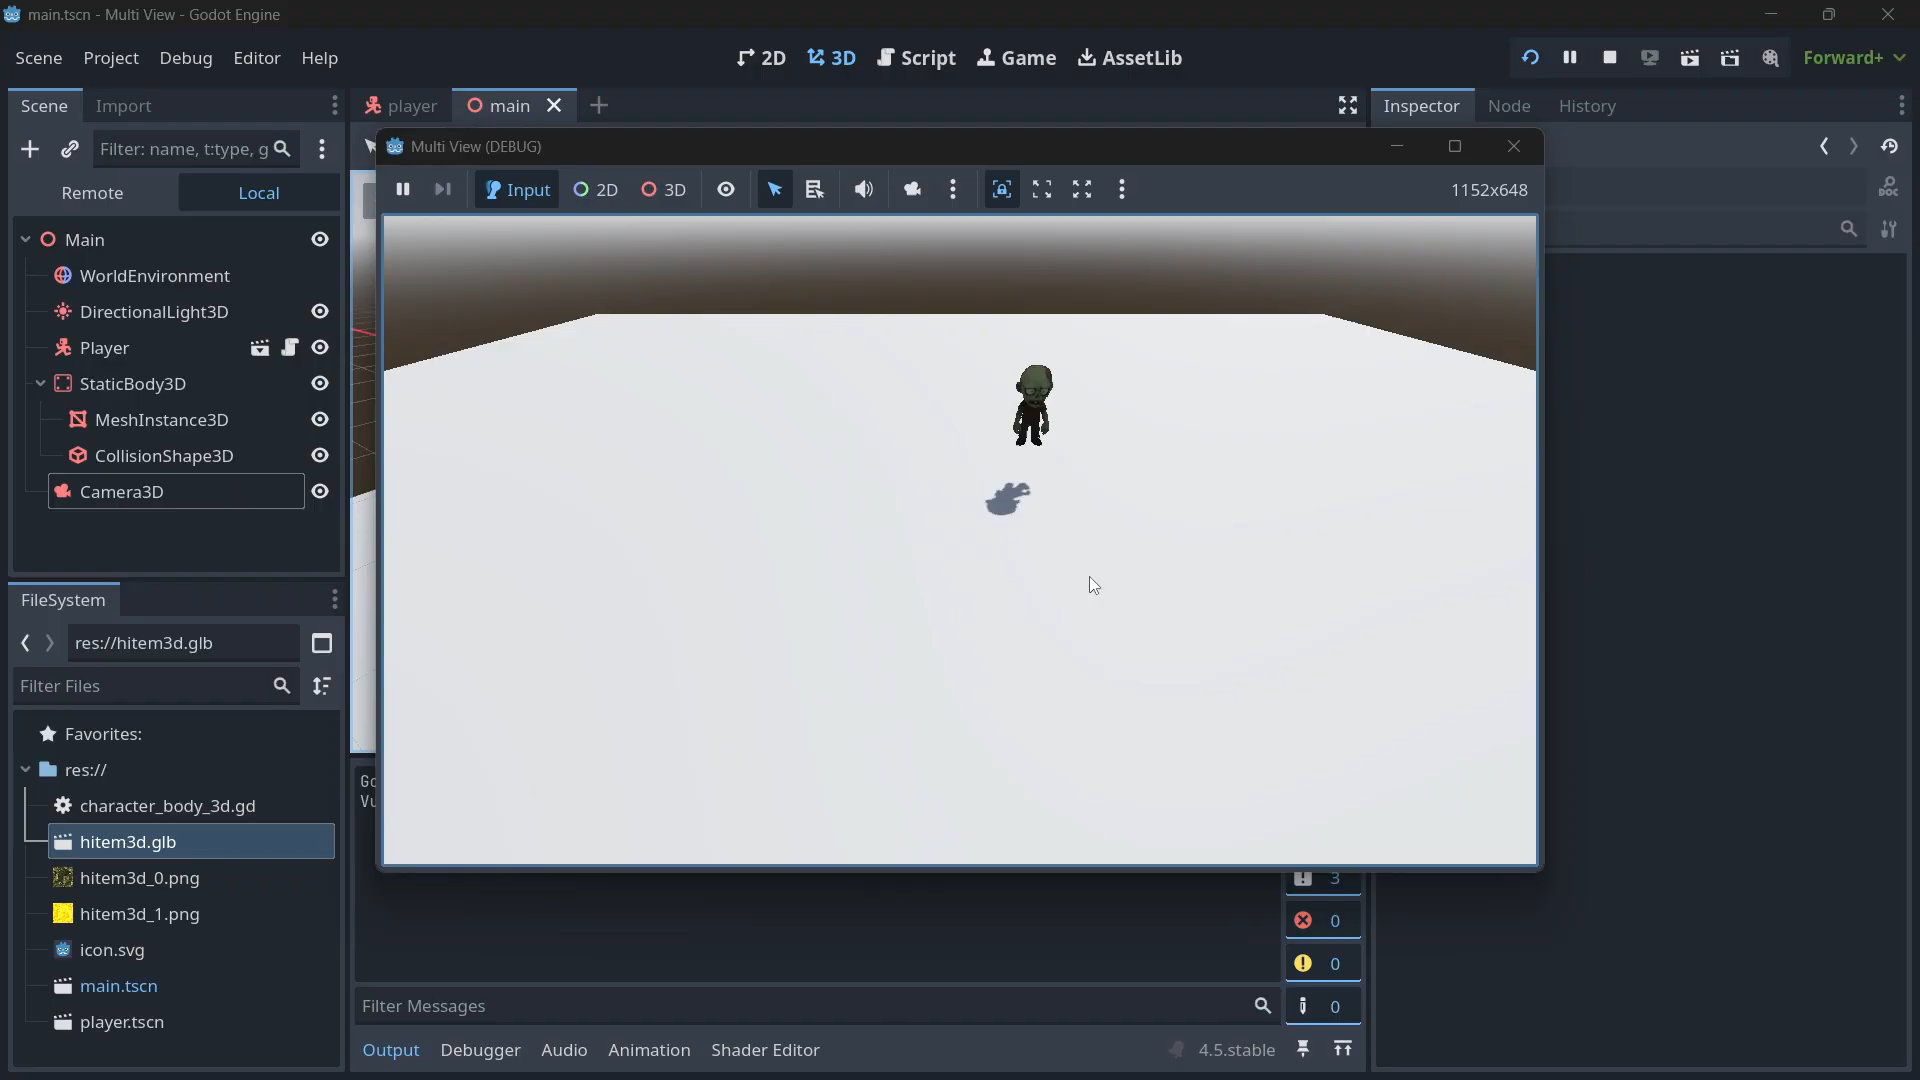 main.tscn - Multi View - Godot Engine
Scene Project Debug Editor Help
2D 3D Script Game AssetLib
Forward+
Scene Import
player main
Inspector Node History
Filter: name, t:type, g
Remote Local
Main
WorldEnvironment
DirectionalLight3D
Player
StaticBody3D
MeshInstance3D
CollisionShape3D
Camera3D
Multi View (DEBUG)
Input 2D 3D
1152x648
DOC
FileSystem
res://hitem3d.glb
Filter Files
Favorites:
res://
character_body_3d.gd
hitem3d.glb
hitem3d_0.png
hitem3d_1.png
icon.svg
main.tscn
player.tscn
Go
Vu
3
0
0
0
Filter Messages
Output Debugger Audio Animation Shader Editor
4.5.stable